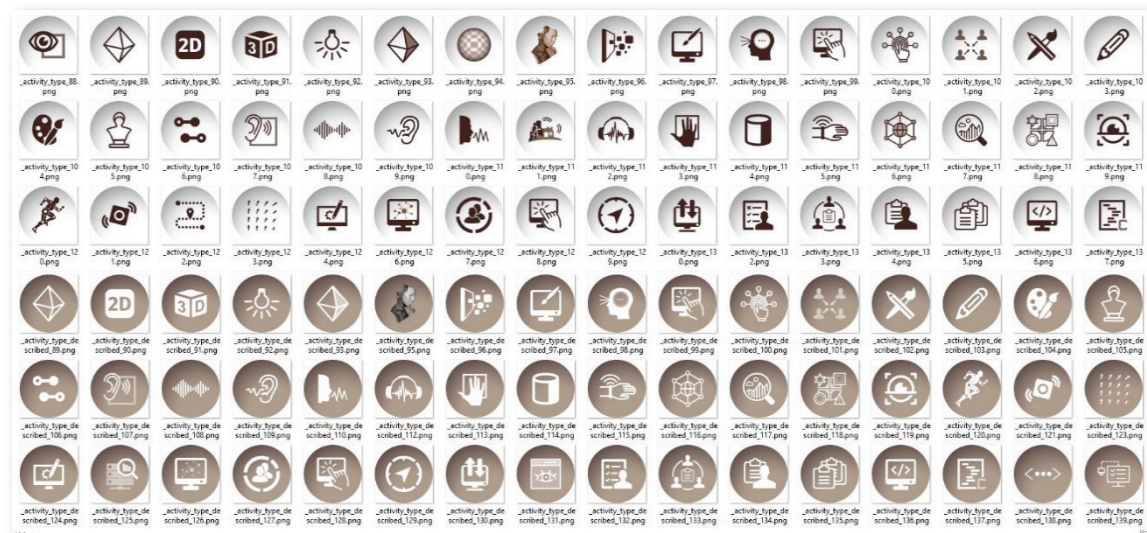 2D 3D
_activity_type_88. _activity_type_89. _activity_type_90. _activity_type_91. _activity_type_92. _activity_type_93. _activity_type_94. _activity_type_95. _activity_type_96. _activity_type_97. _activity_type_98. _activity_type_99. _activity_type_10 _activity_type_10 _activity_type_10 _activity_type_10
png png png png png png png png png png png png 0.png 1.png 2.png 3.png
_activity_type_10 _activity_type_10 _activity_type_10 _activity_type_10 _activity_type_10 _activity_type_10 _activity_type_11 _activity_type_11 _activity_type_11 _activity_type_11 _activity_type_11 _activity_type_11 _activity_type_11 _activity_type_11 _activity_type_11 _activity_type_11
4.png 5.png 6.png 7.png 8.png 9.png 0.png 1.png 2.png 3.png 4.png 5.png 6.png 7.png 8.png 9.png
</> C
_activity_type_12 _activity_type_12 _activity_type_12 _activity_type_12 _activity_type_12 _activity_type_12 _activity_type_12 _activity_type_12 _activity_type_12 _activity_type_13 _activity_type_13 _activity_type_13 _activity_type_13 _activity_type_13 _activity_type_13 _activity_type_13
0.png 1.png 2.png 3.png 4.png 6.png 7.png 8.png 9.png 0.png 2.png 3.png 4.png 5.png 6.png 7.png
2D 3D
_activity_type_de _activity_type_de _activity_type_de _activity_type_de _activity_type_de _activity_type_de _activity_type_de _activity_type_de _activity_type_de _activity_type_de _activity_type_de _activity_type_de _activity_type_de _activity_type_de _activity_type_de _activity_type_de
scribed_89.png scribed_90.png scribed_91.png scribed_92.png scribed_93.png scribed_95.png scribed_96.png scribed_97.png scribed_98.png scribed_99.png scribed_100.png scribed_101.png scribed_102.png scribed_103.png scribed_104.png scribed_105.png
_activity_type_de _activity_type_de _activity_type_de _activity_type_de _activity_type_de _activity_type_de _activity_type_de _activity_type_de _activity_type_de _activity_type_de _activity_type_de _activity_type_de _activity_type_de _activity_type_de _activity_type_de _activity_type_de
scribed_106.png scribed_107.png scribed_108.png scribed_109.png scribed_110.png scribed_112.png scribed_113.png scribed_114.png scribed_115.png scribed_116.png scribed_117.png scribed_118.png scribed_119.png scribed_120.png scribed_121.png scribed_123.png
</> C <•••>
_activity_type_de _activity_type_de _activity_type_de _activity_type_de _activity_type_de _activity_type_de _activity_type_de _activity_type_de _activity_type_de _activity_type_de _activity_type_de _activity_type_de _activity_type_de _activity_type_de _activity_type_de _activity_type_de
scribed_124.png scribed_125.png scribed_126.png scribed_127.png scribed_128.png scribed_129.png scribed_130.png scribed_131.png scribed_132.png scribed_133.png scribed_134.png scribed_135.png scribed_136.png scribed_137.png scribed_138.png scribed_139.png